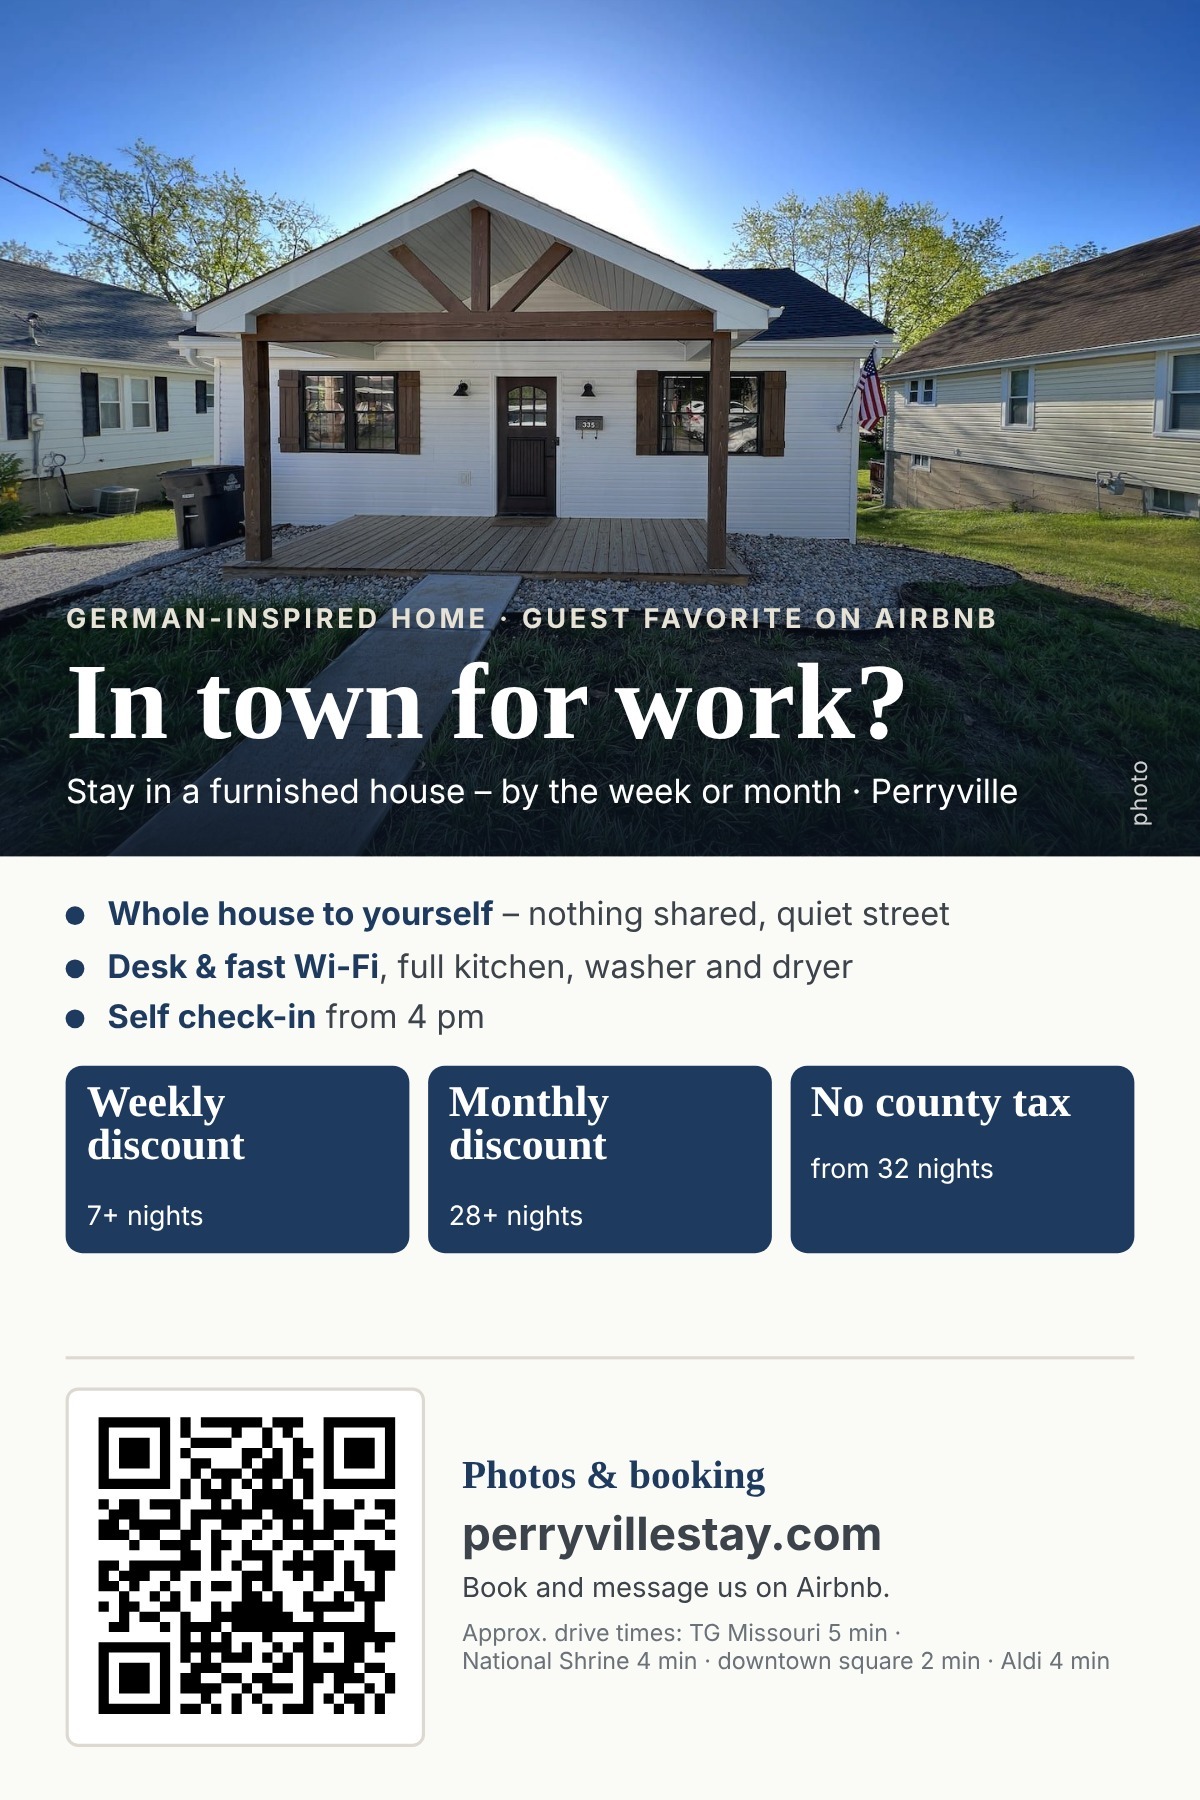 335
GERMAN-INSPIRED HOME · GUEST FAVORITE ON AIRBNB
In town for work?
Stay in a furnished house – by the week or month · Perryville
photo
● Whole house to yourself – nothing shared, quiet street
● Desk & fast Wi-Fi, full kitchen, washer and dryer
● Self check-in from 4 pm
Weekly
discount
7+ nights
Monthly
discount
28+ nights
No county tax
from 32 nights
Photos & booking
perryvillestay.com
Book and message us on Airbnb.
Approx. drive times: TG Missouri 5 min ·
National Shrine 4 min · downtown square 2 min · Aldi 4 min